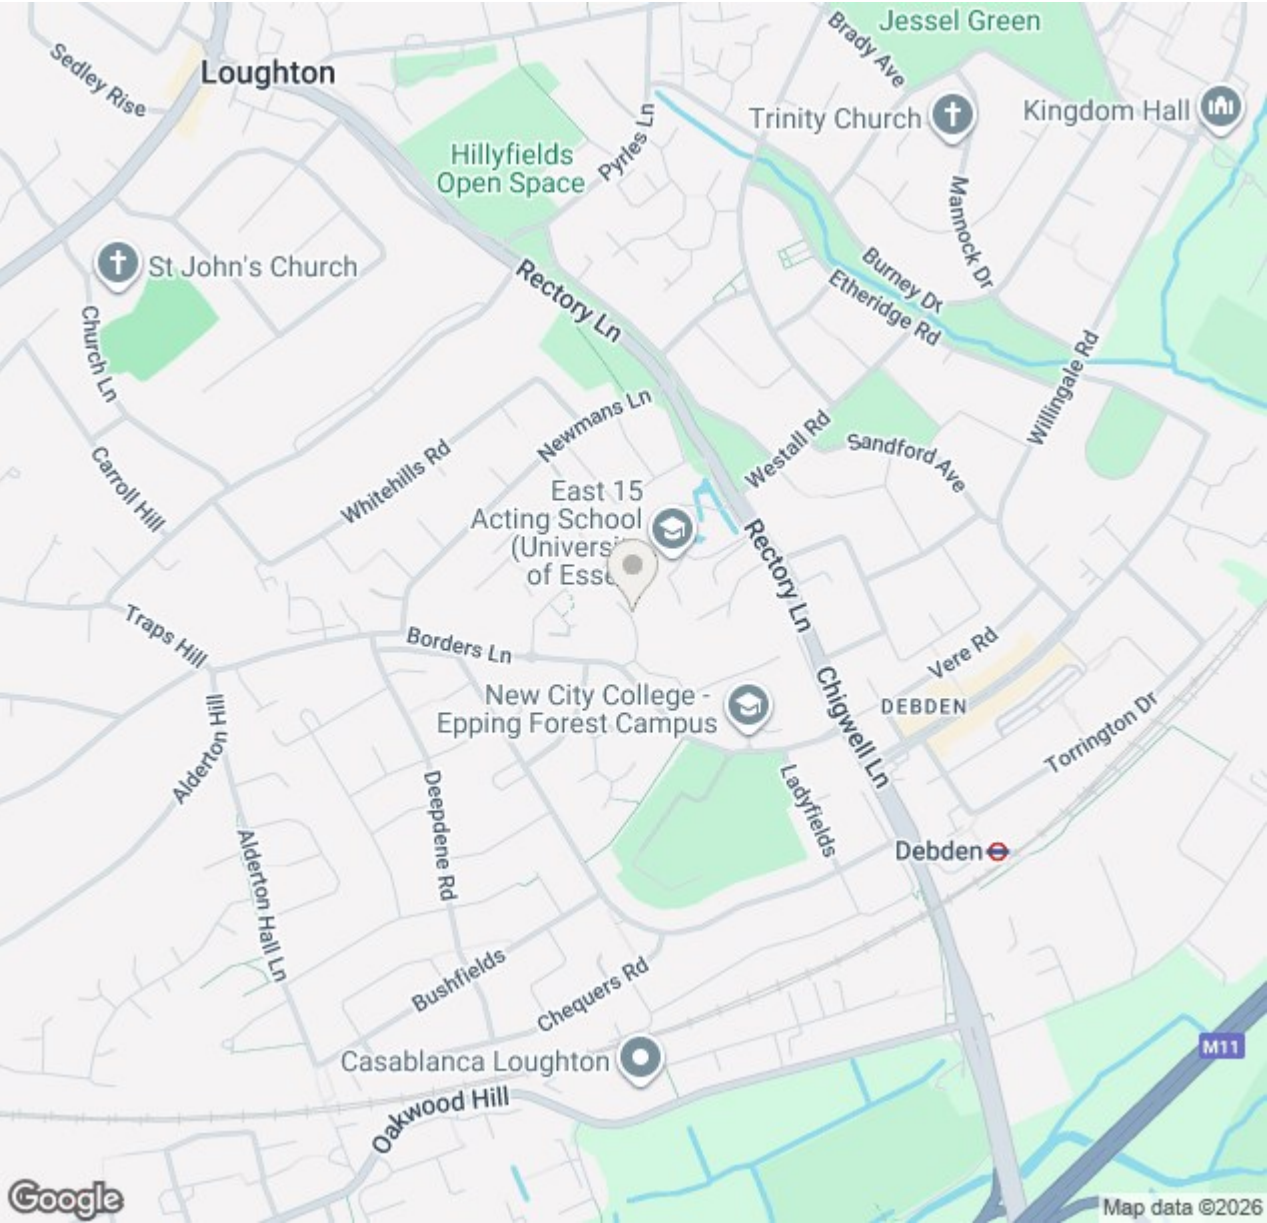 Jessel Green
Brady Ave
Sedley Rise
Loughton
Trinity Church
Kingdom Hall
Pyrles Ln
Hillyfields
Open Space
Mannock Dr
St John's Church
Burney Dr
Etheridge Rd
Rectory Ln
Church Ln
Willingale Rd
Newmans Ln
Westall Rd
Sandford Ave
Whitehills Rd
Carroll Hill
East 15
Acting School
(Universi
of Esse
Rectory Ln
Traps Hill
Borders Ln
Vere Rd
New City College -
Epping Forest Campus
Chigwell Ln
DEBDEN
Torrington Dr
Alderton Hill
Deepdene Rd
Ladyfields
Debden
Alderton Hall Ln
Bushfields
Chequers Rd
M11
Casablanca Loughton
Oakwood Hill
Google
Map data ©2026